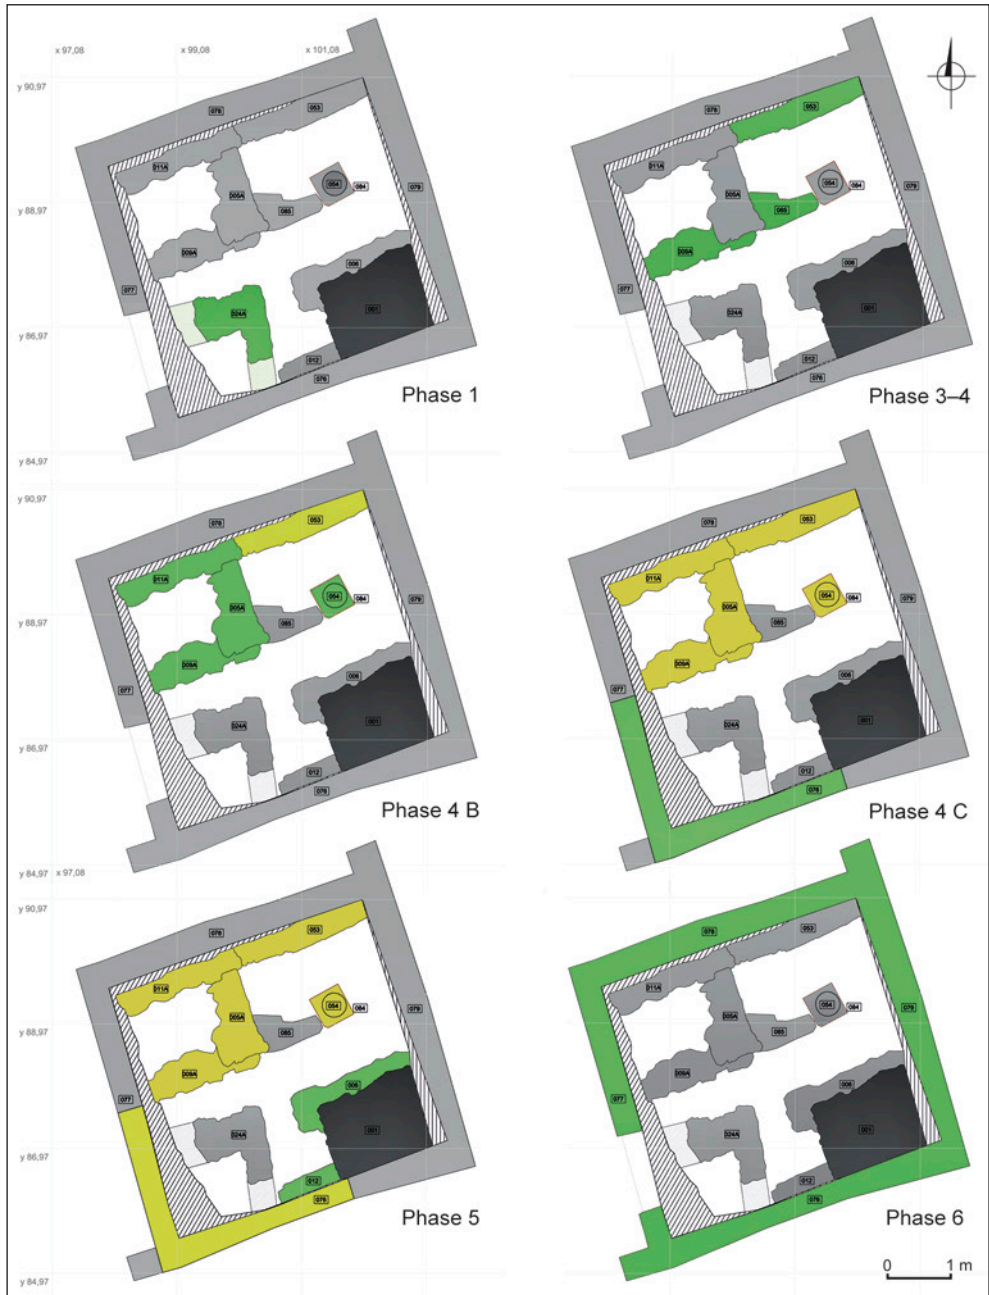 x 97,08
x 99,08
x 101,08
y 90,97
078
053
011A
054
084
005A
079
y 88,97
085
009A
006
077
024A
001
y 86,97
012
076
Phase 1
y 84,97
078
053
011A
054
084
005A
079
085
009A
006
077
024A
001
012
076
Phase 3–4
y 90,97
078
053
011A
054
084
005A
079
y 88,97
085
009A
006
077
024A
001
y 86,97
012
076
Phase 4 B
y 84,97
x 97,08
078
053
011A
054
084
005A
079
085
009A
006
077
024A
001
012
076
Phase 4 C
y 90,97
078
053
011A
054
084
005A
079
y 88,97
085
009A
006
077
024A
001
y 86,97
012
076
Phase 5
y 84,97
078
053
011A
054
084
005A
079
085
009A
006
077
024A
001
012
076
Phase 6
0 1 m